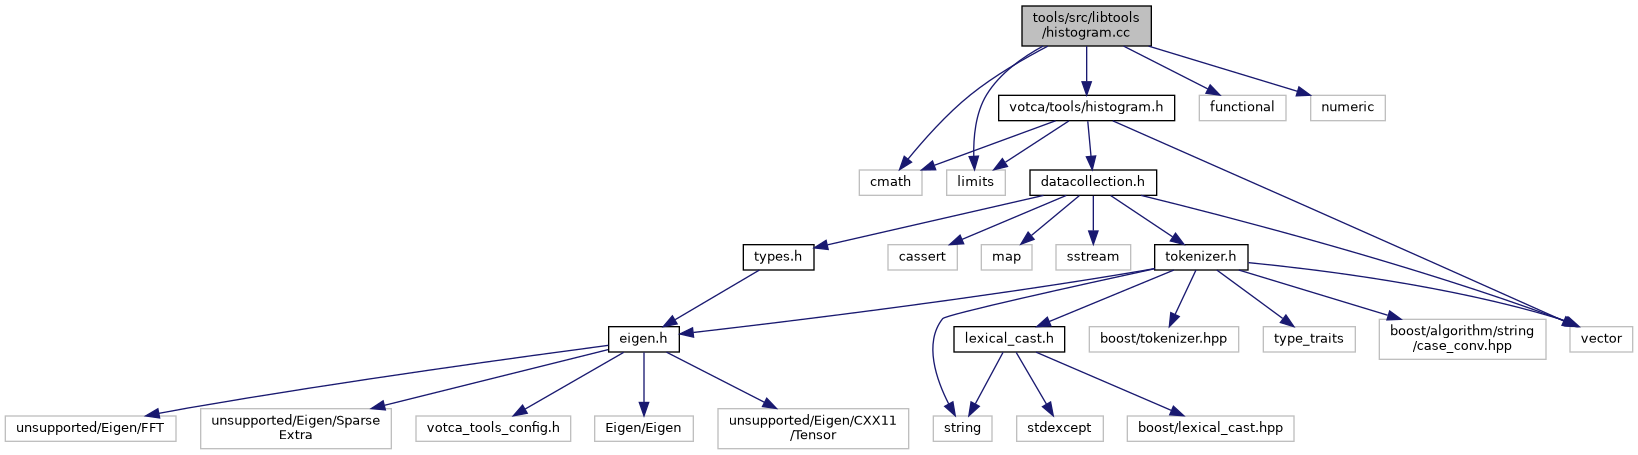 tools/src/libtools
/histogram.cc
votca/tools/histogram.h
functional
numeric
cmath
limits
datacollection.h
types.h
cassert
map
sstream
tokenizer.h
eigen.h
lexical_cast.h
boost/tokenizer.hpp
type_traits
boost/algorithm/string
/case_conv.hpp
vector
unsupported/Eigen/FFT
unsupported/Eigen/Sparse
Extra
votca_tools_config.h
Eigen/Eigen
unsupported/Eigen/CXX11
/Tensor
string
stdexcept
boost/lexical_cast.hpp